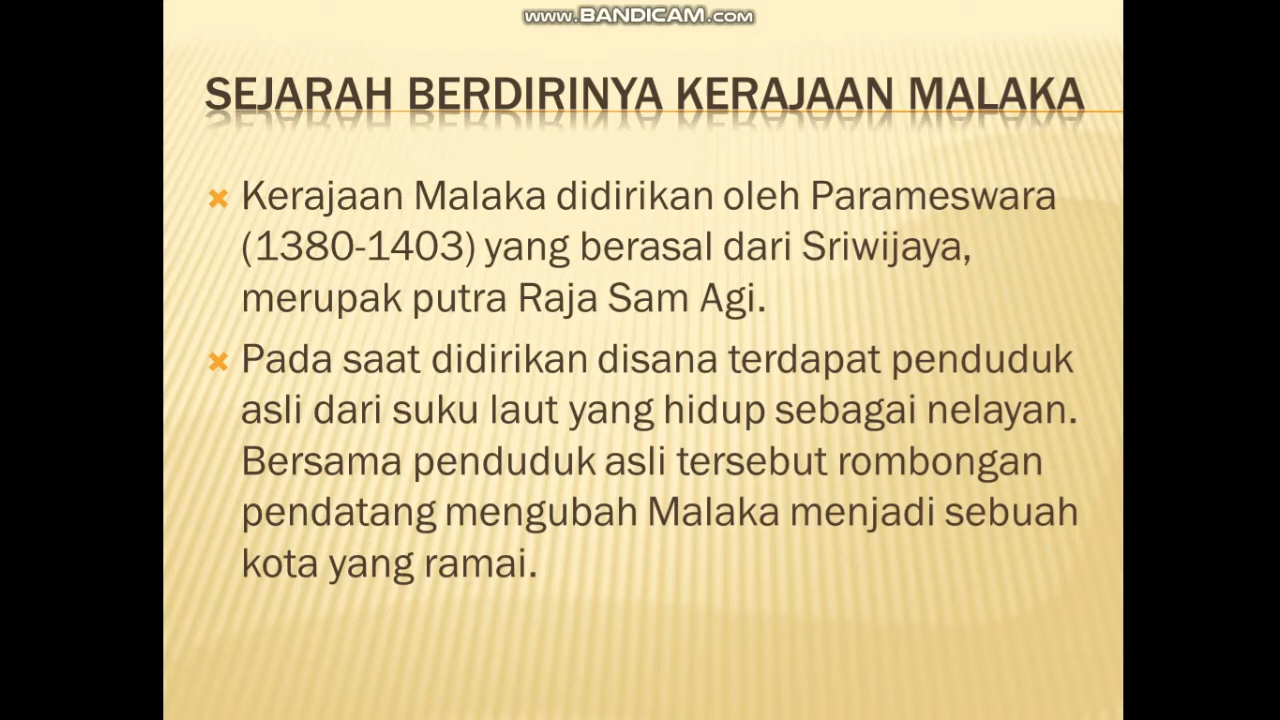 www.BANDICAM.com
SEJARAH BERDIRINYA KERAJAAN MALAKA
Kerajaan Malaka didirikan oleh Parameswara
(1380-1403) yang berasal dari Sriwijaya,
merupak putra Raja Sam Agi.
Pada saat didirikan disana terdapat penduduk
asli dari suku laut yang hidup sebagai nelayan.
Bersama penduduk asli tersebut rombongan
pendatang mengubah Malaka menjadi sebuah
kota yang ramai.